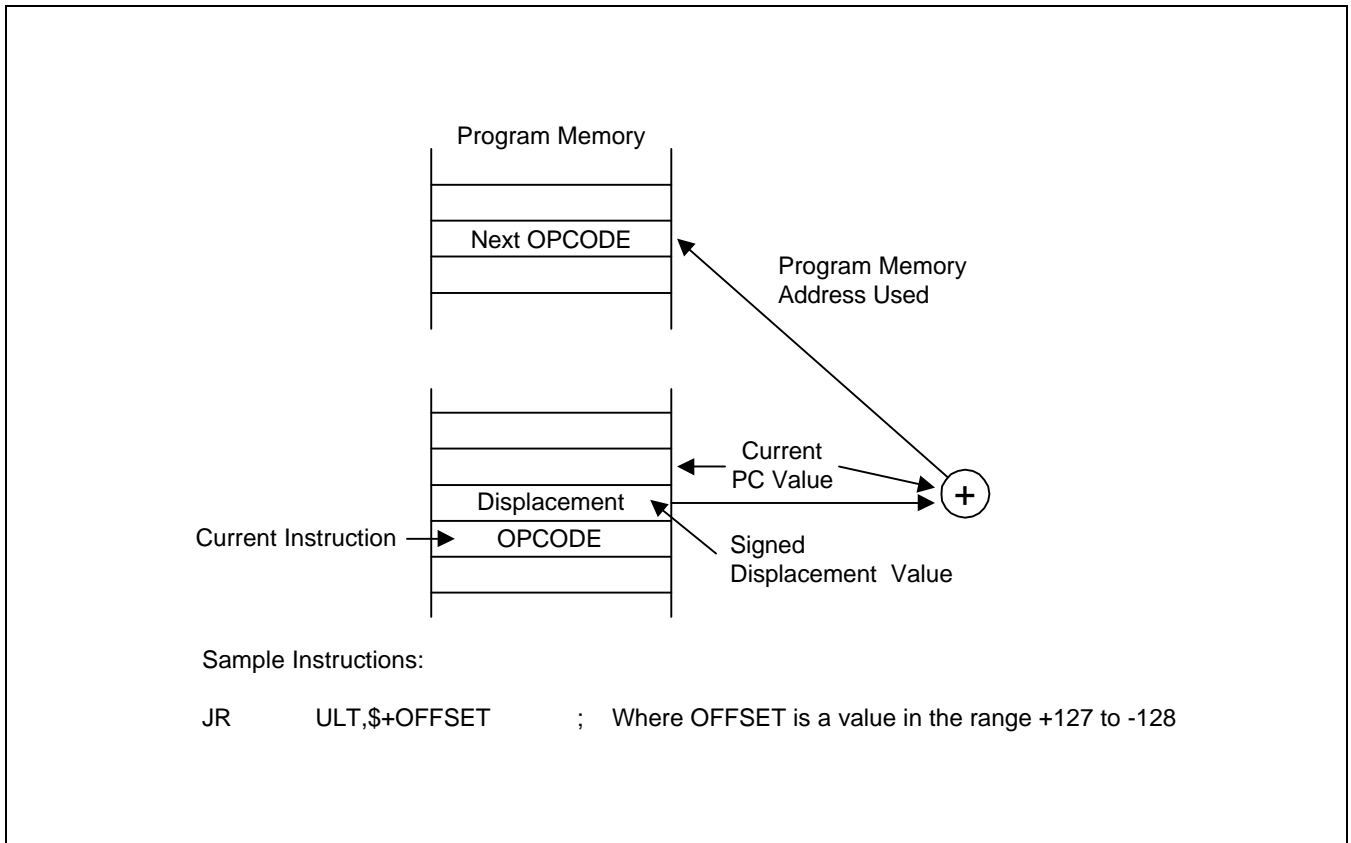 Program Memory
Next OPCODE
Program Memory
Address Used
Current
PC Value
Displacement
+
Current Instruction
OPCODE
Signed
Displacement Value
Sample Instructions:
JR ULT,$+OFFSET ; Where OFFSET is a value in the range +127 to -128